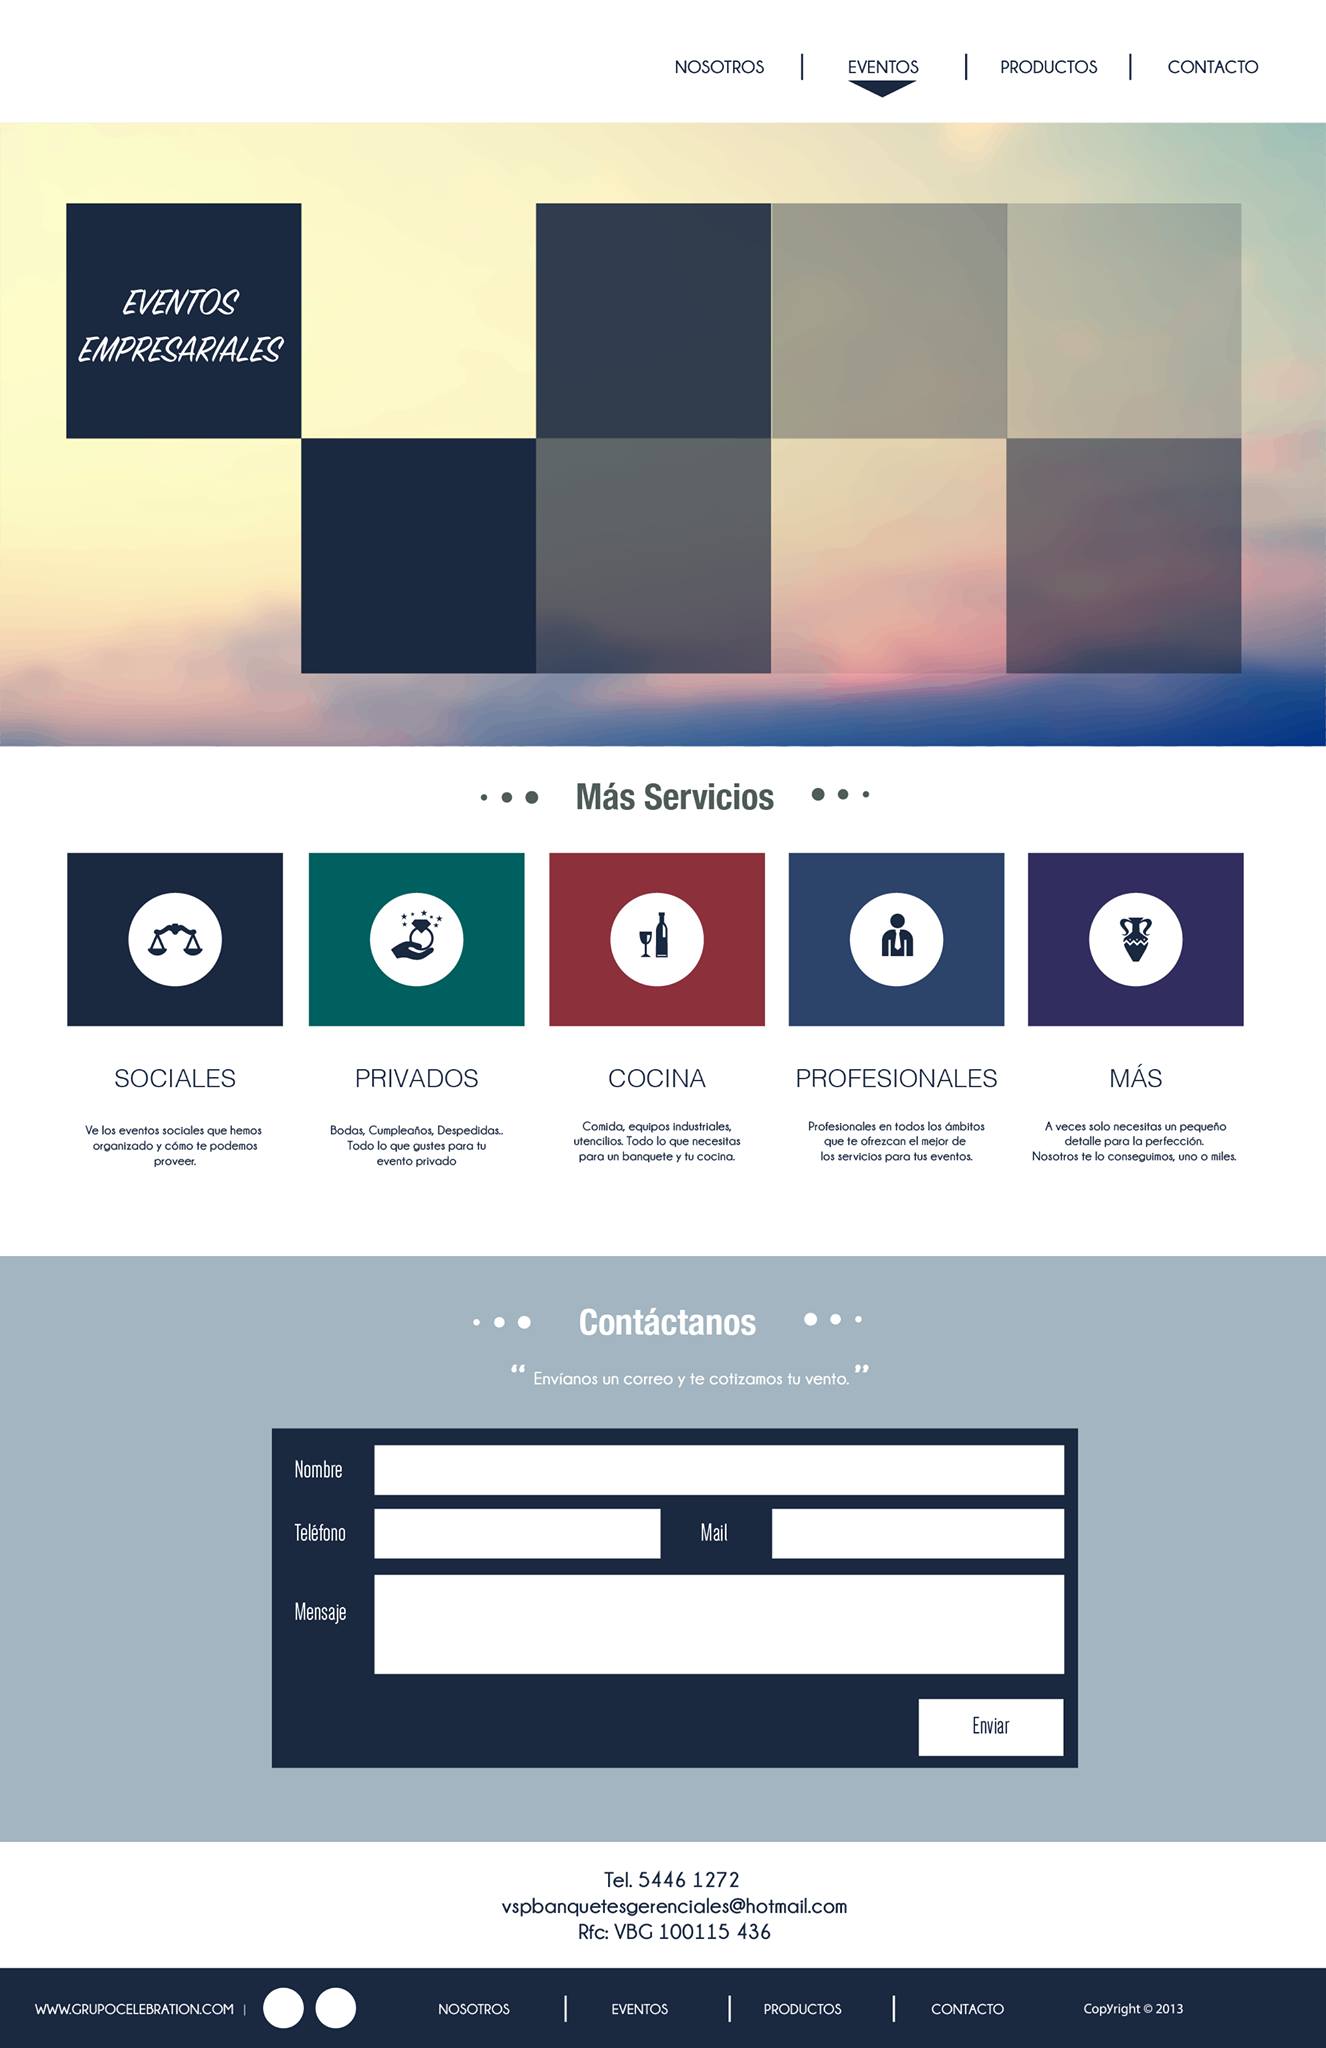 NOSOTROS | EVENTOS | PRODUCTOS | CONTACTO
EVENTOS
EMPRESARIALES
Más Servicios
SOCIALES
Ve los eventos sociales que hemos
organizado y cómo te podemos
proveer.
PRIVADOS
Bodas, Cumpleaños, Despedidas..
Todo lo que gustes para tu
evento privado
COCINA
Comida, equipos industriales,
utencilios. Todo lo que necesitas
para un banquete y tu cocina.
PROFESIONALES
Profesionales en todos los ámbitos
que te ofrezcan el mejor de
los servicios para tus eventos.
MÁS
A veces solo necesitas un pequeño
detalle para la perfección.
Nosotros te lo conseguimos, uno o miles.
Contáctanos
“ Envíanos un correo y te cotizamos tu vento. ”
Nombre
Teléfono Mail
Mensaje
Enviar
Tel. 5446 1272
vspbanquetesgerenciales@hotmail.com
Rfc: VBG 100115 436
WWW.GRUPOCELEBRATION.COM | NOSOTROS | EVENTOS | PRODUCTOS | CONTACTO Copyright © 2013